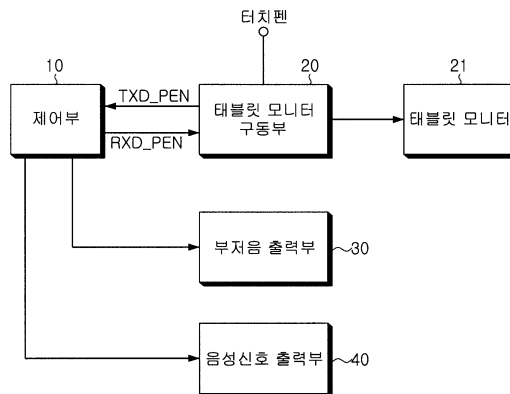 터치펜
10
20
21
제어부
TXD_PEN
RXD_PEN
태블릿 모니터
구동부
태블릿 모니터
부저음 출력부
30
음성신호 출력부
40